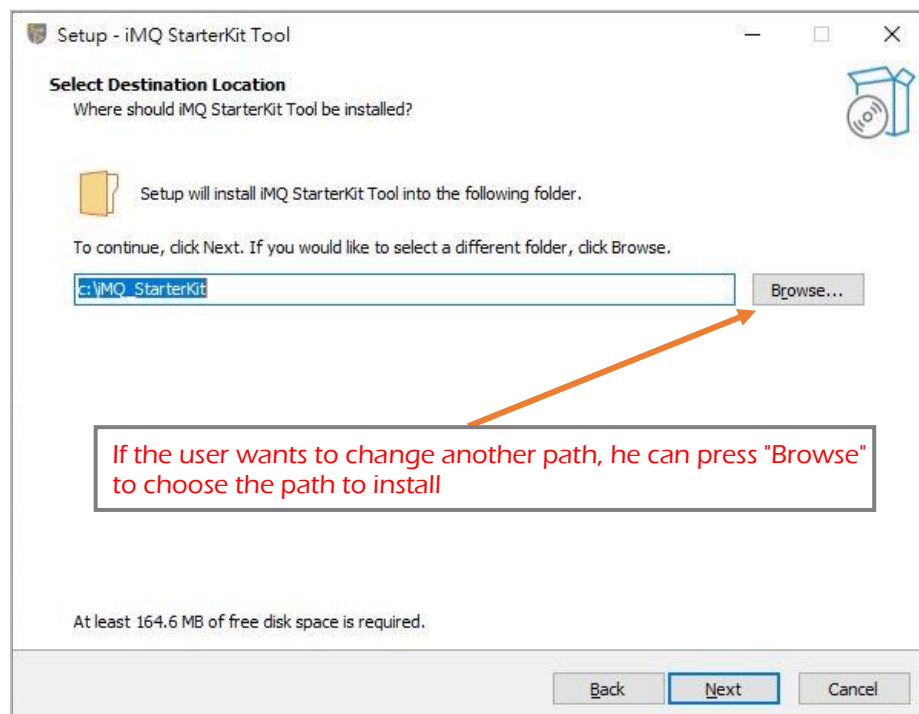 Setup - iMQ StarterKit Tool
Select Destination Location
Where should iMQ StarterKit Tool be installed?
Setup will install iMQ StarterKit Tool into the following folder.
To continue, click Next. If you would like to select a different folder, click Browse.
c:\iMQ_StarterKit
Browse...
If the user wants to change another path, he can press "Browse"
to choose the path to install
At least 164.6 MB of free disk space is required.
Back Next Cancel